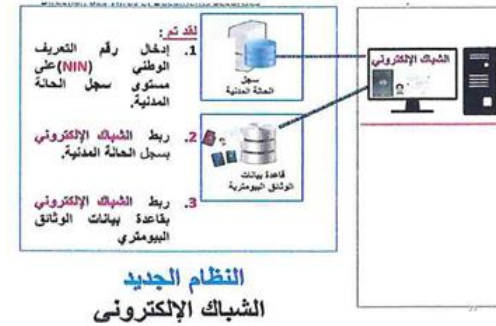 لقد تم:
1. إدخال رقم التعريف
الوطني (NIN) على
مستوى سجل الحالة
المدنية.
2. ربط الشباك الإلكتروني
بسجل الحالة المدنية.
3. ربط الشباك الإلكتروني
بقاعدة بيانات الوثائق
البيومتري
سجل
الحالة المدنية
قاعدة بيانات
الوثائق البيومترية
الشباك الإلكتروني
النظام الجديد
الشباك الإلكتروني